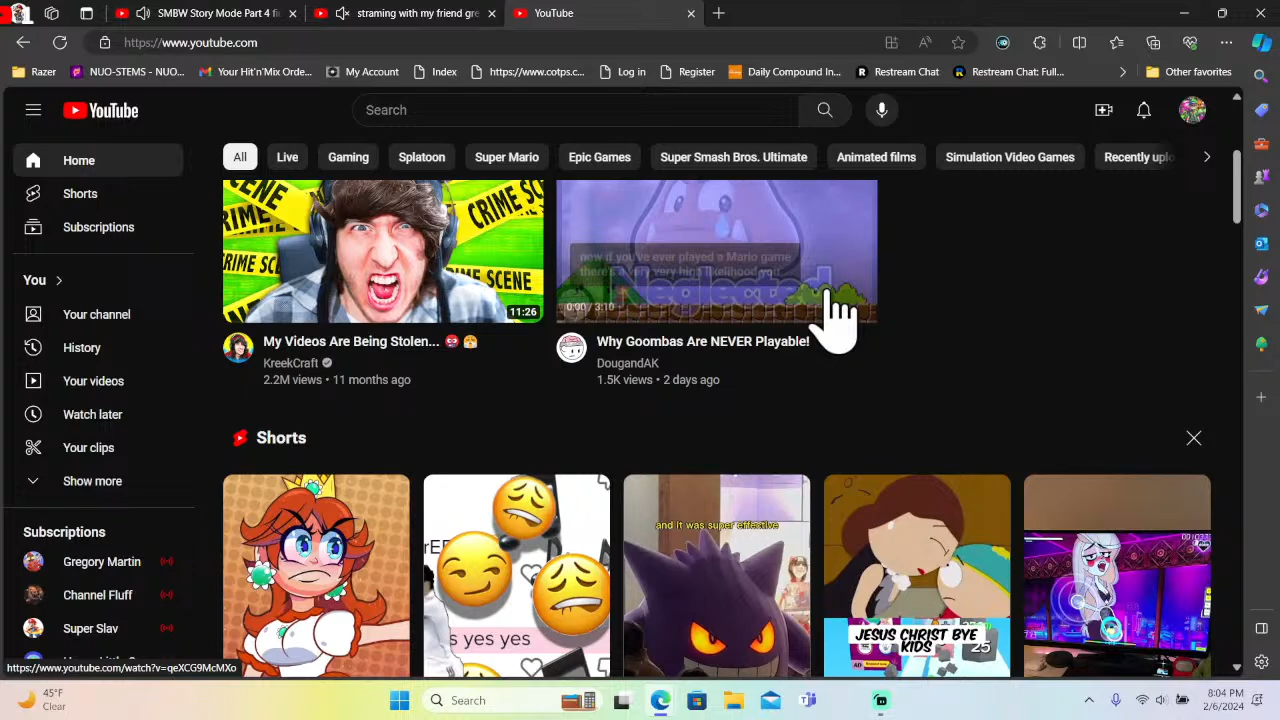 SMBW Story Mode Part 4 fi
straming with my friend gre
YouTube
https://www.youtube.com
Razer
NUO-STEMS - NUO...
Your Hit'n'Mix Orde...
My Account
Index
https://www.cotps.c...
Log in
Register
Daily Compound In...
Restream Chat
Restream Chat: Full...
Other favorites
YouTube
Search
All
Live
Gaming
Splatoon
Super Mario
Epic Games
Super Smash Bros. Ultimate
Animated films
Simulation Video Games
Recently uplo
Home
Shorts
Subscriptions
You
Your channel
History
Your videos
Watch later
Your clips
Show more
Subscriptions
Gregory Martin
Channel Fluff
Super Slav
SCENE
CRIME SC
CRIME SCE
CRIME SCENE
SCENE
11:26
My Videos Are Being Stolen...
KreekCraft
2.2M views • 11 months ago
now if you've ever played a Mario game
there's a very very high likelihood you
0:00 / 3:10
Why Goombas Are NEVER Playable!
DougandAK
1.5K views • 2 days ago
Shorts
s yes yes
and it was super effective
JESUS CHRIST BYE
KIDS
25
https://www.youtube.com/watch?v=qeXCG9McMXo
45°F
Clear
Search
8:04 PM
2/6/2024